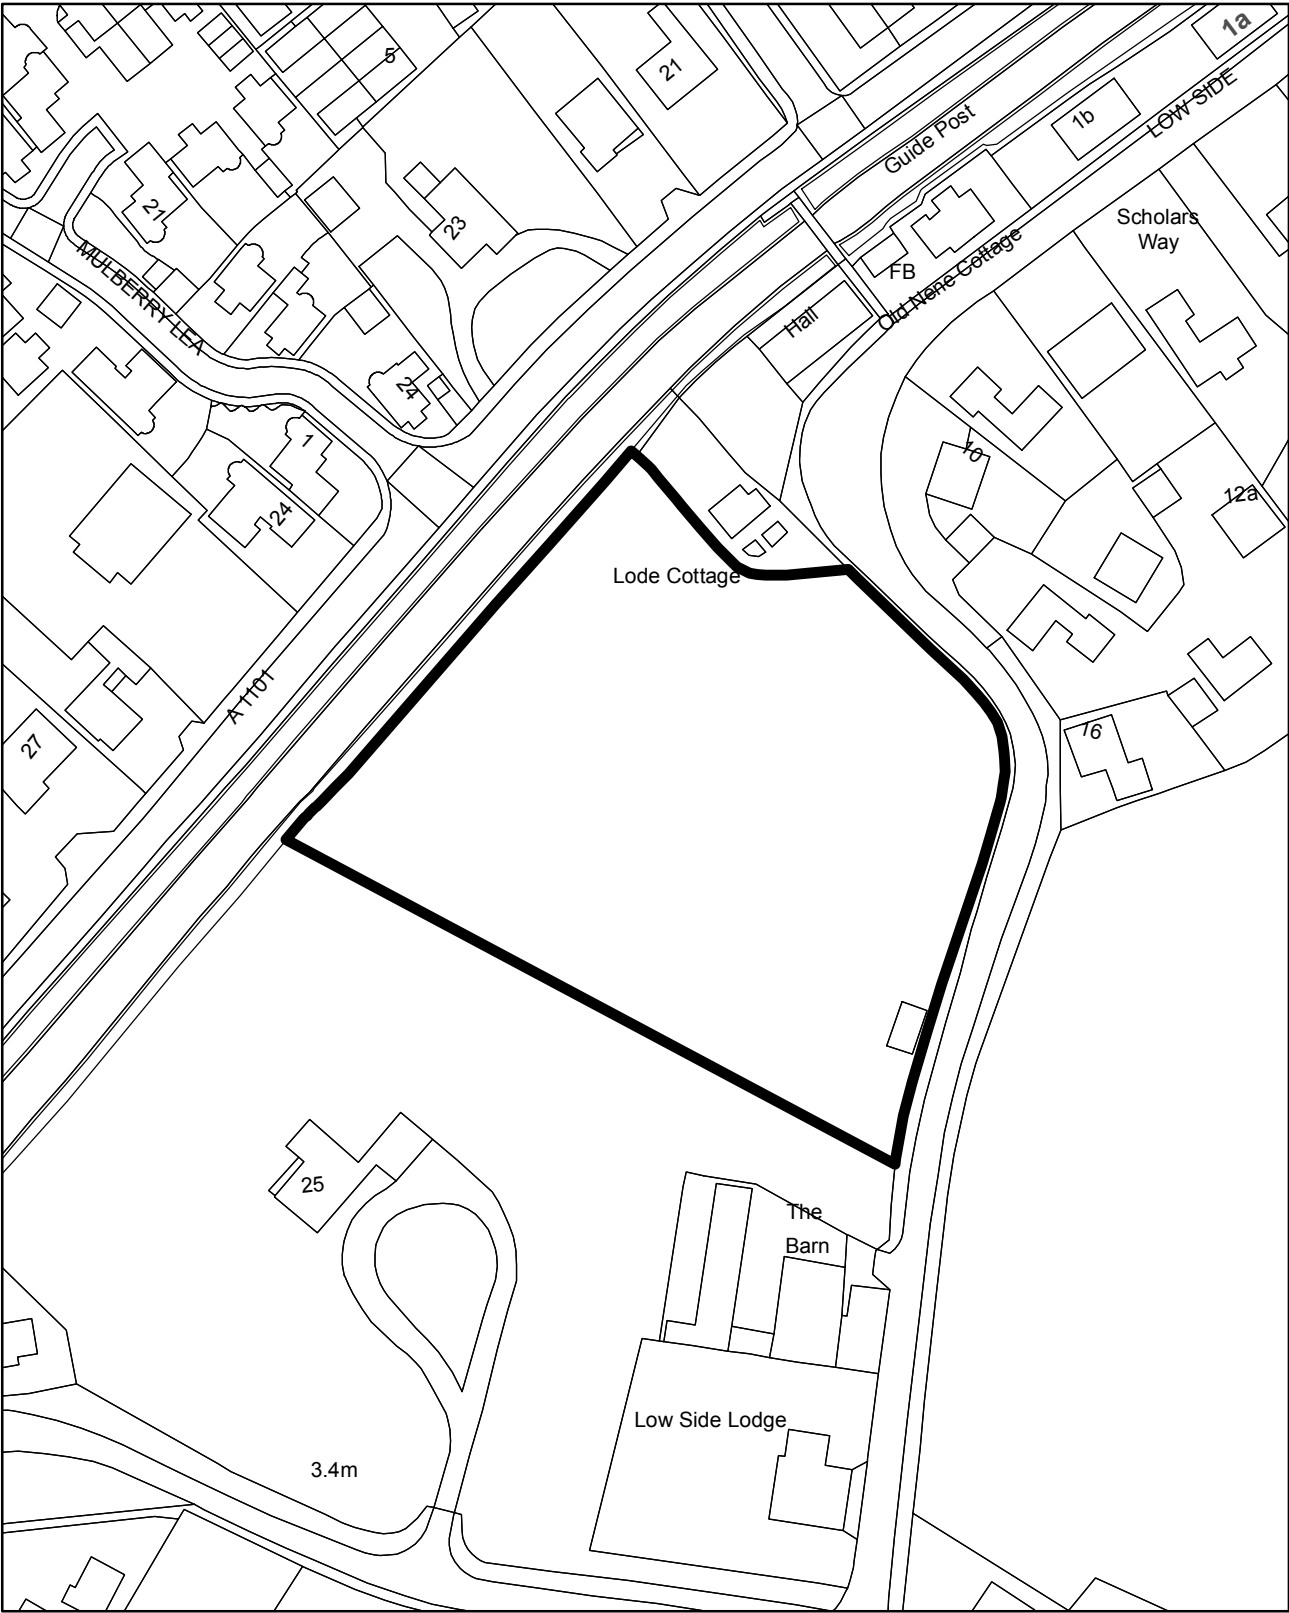 1a
5
21
LOW SIDE
1b
Guide Post
21
23
Scholars
Way
MULBERRY LEA
FB
Old Nene Cottage
Hall
24
1
10
24
12a
Lode Cottage
A 1101
16
27
25
The
Barn
Low Side Lodge
3.4m